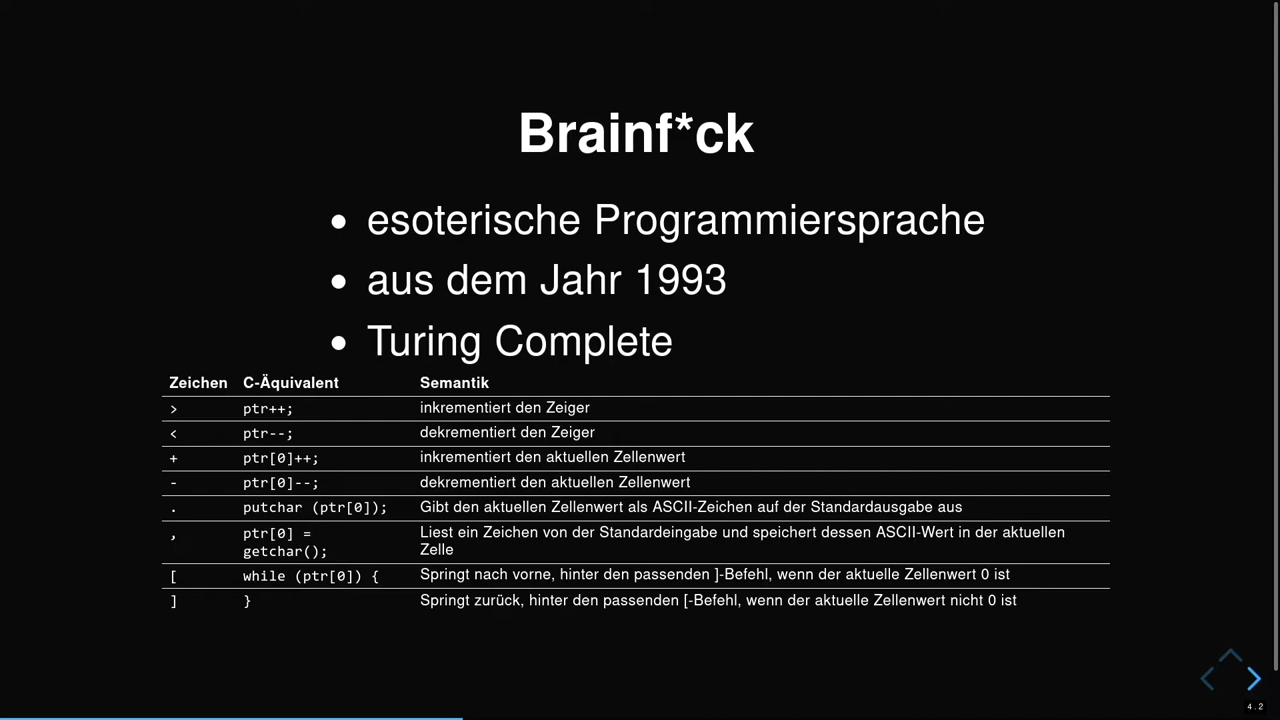 Brainf*ck
• esoterische Programmiersprache
• aus dem Jahr 1993
• Turing Complete
Zeichen C-Äquivalent Semantik
> ptr++; inkrementiert den Zeiger
< ptr--; dekrementiert den Zeiger
+ ptr[0]++; inkrementiert den aktuellen Zellenwert
- ptr[0]--; dekrementiert den aktuellen Zellenwert
. putchar (ptr[0]); Gibt den aktuellen Zellenwert als ASCII-Zeichen auf der Standardausgabe aus
, ptr[0] = Liest ein Zeichen von der Standardeingabe und speichert dessen ASCII-Wert in der aktuellen
getchar(); Zelle
[ while (ptr[0]) { Springt nach vorne, hinter den passenden ]-Befehl, wenn der aktuelle Zellenwert 0 ist
] } Springt zurück, hinter den passenden [-Befehl, wenn der aktuelle Zellenwert nicht 0 ist
4.2